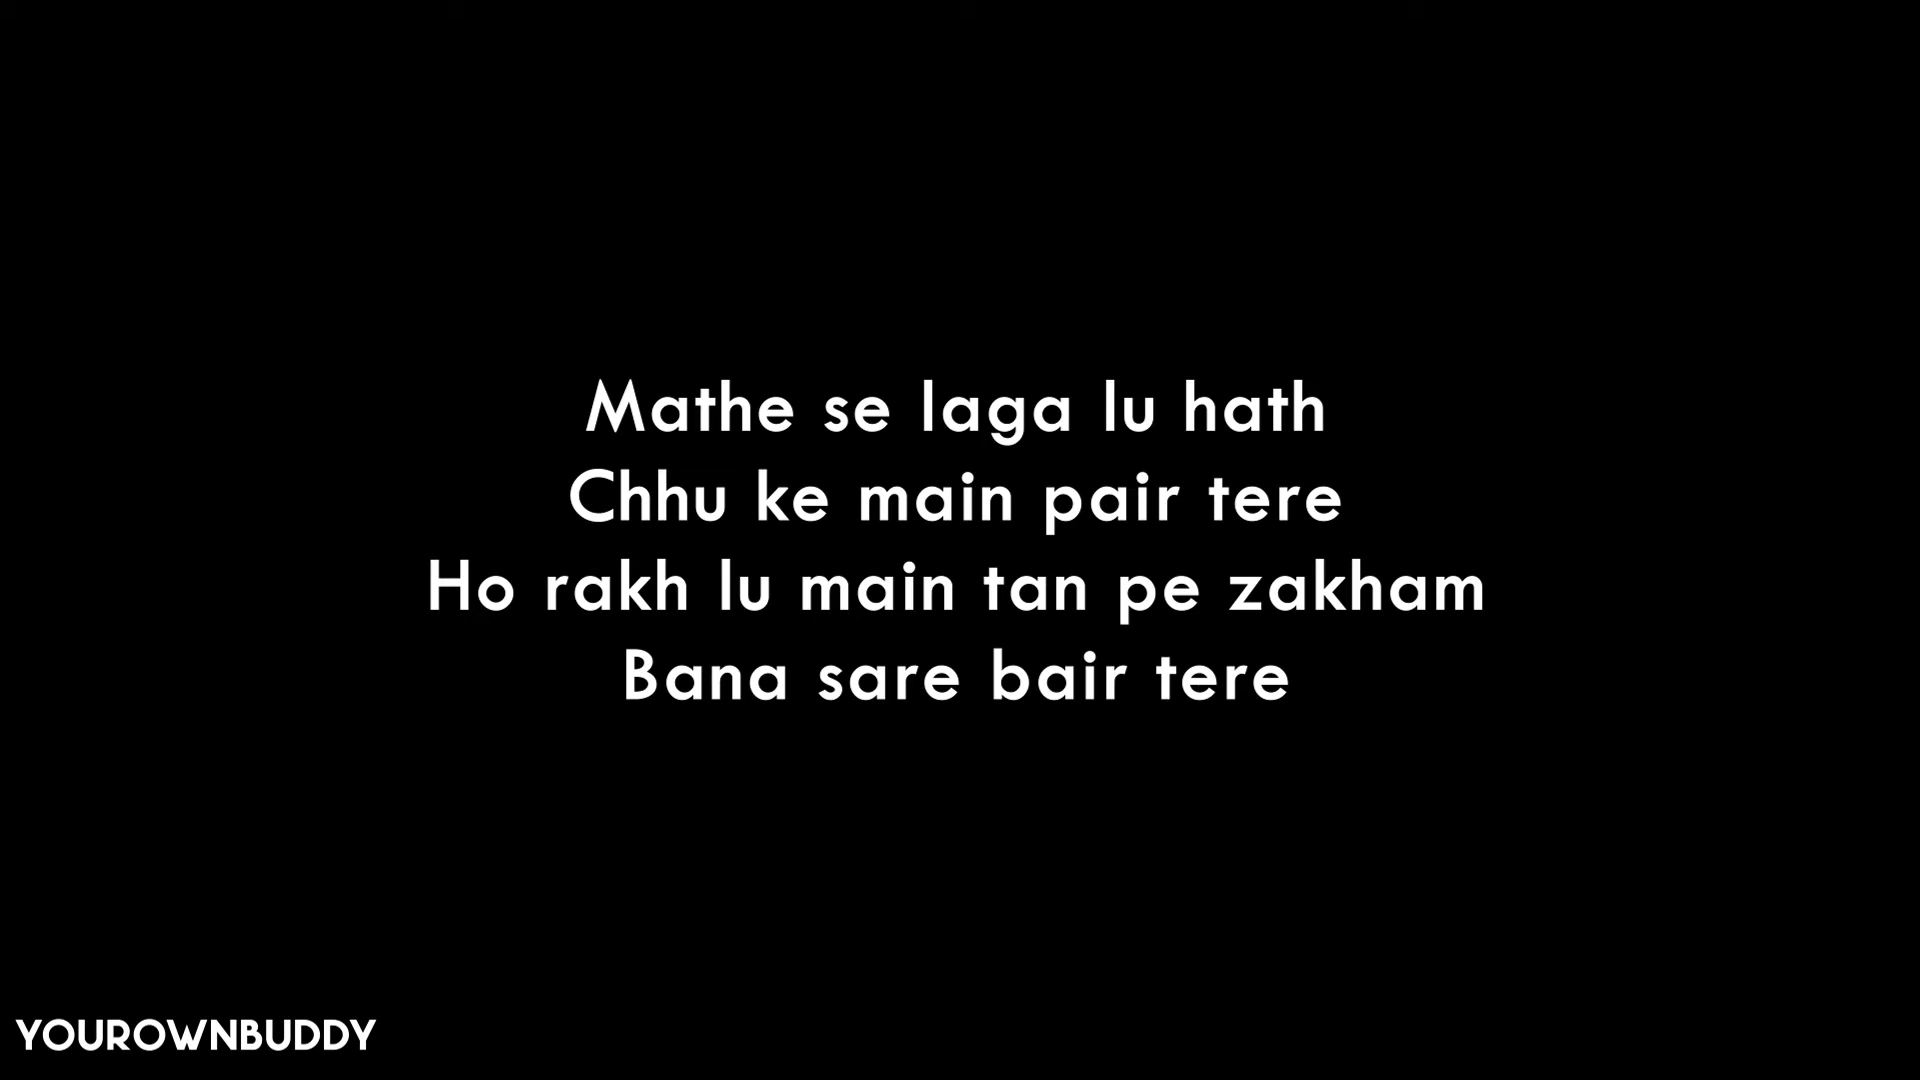 Mathe se laga lu hath
Chhu ke main pair tere
Ho rakh lu main tan pe zakham
Bana sare bair tere
YOUROWNBUDDY